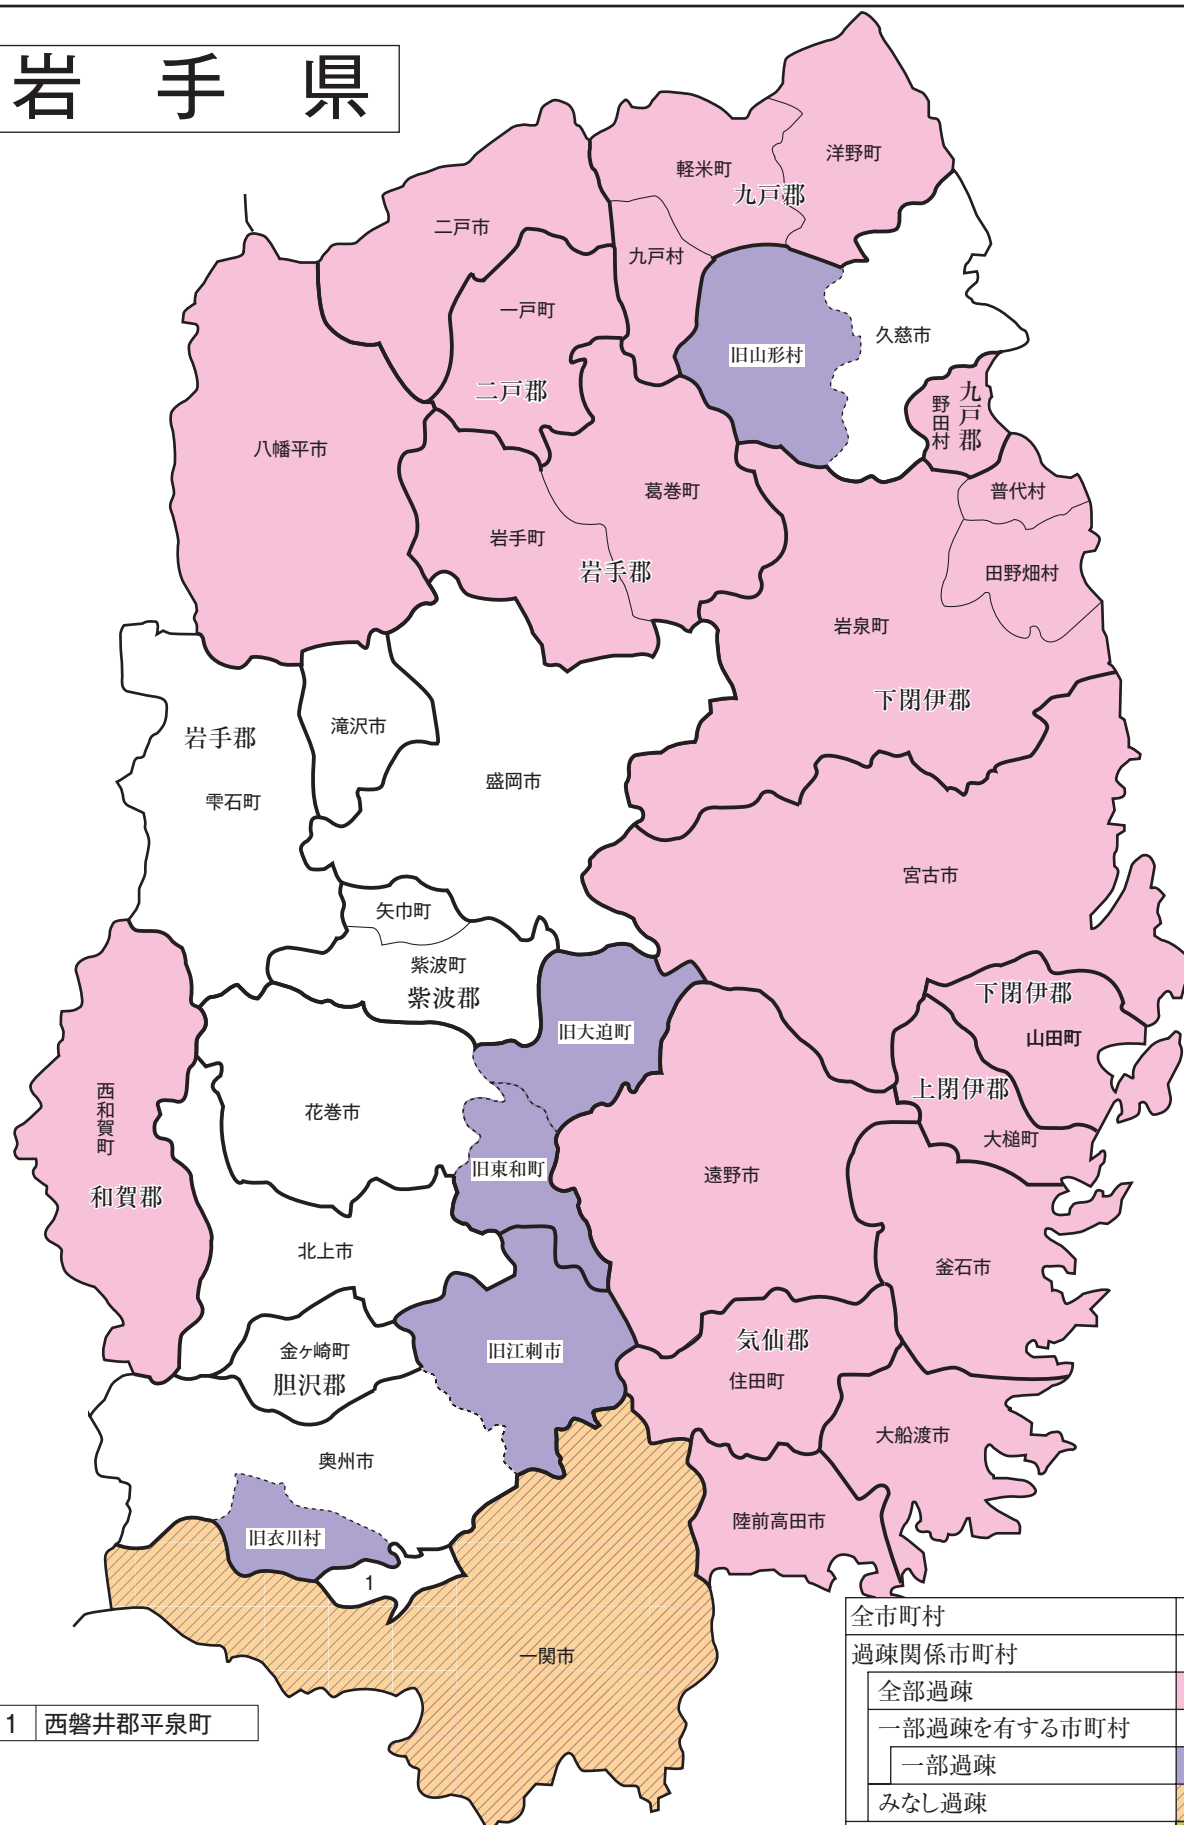 岩手県
洋野町
軽米町
九戸郡
二戸市
九戸村
一戸町
久慈市
旧山形村
二戸郡
九戸郡
野田村
八幡平市
葛巻町
普代村
岩手町
岩手郡
田野畑村
岩泉町
下閉伊郡
滝沢市
岩手郡
盛岡市
雫石町
宮古市
矢巾町
紫波町
紫波郡
下閉伊郡
旧大迫町
山田町
上閉伊郡
西和賀町
花巻市
大槌町
旧東和町
遠野市
和賀郡
北上市
釜石市
気仙郡
金ヶ崎町
旧江刺市
胆沢郡
住田町
大船渡市
奥州市
陸前高田市
旧衣川村
1
一関市
1 西磐井郡平泉町
全市町村
過疎関係市町村
全部過疎
一部過疎を有する市町村
一部過疎
みなし過疎